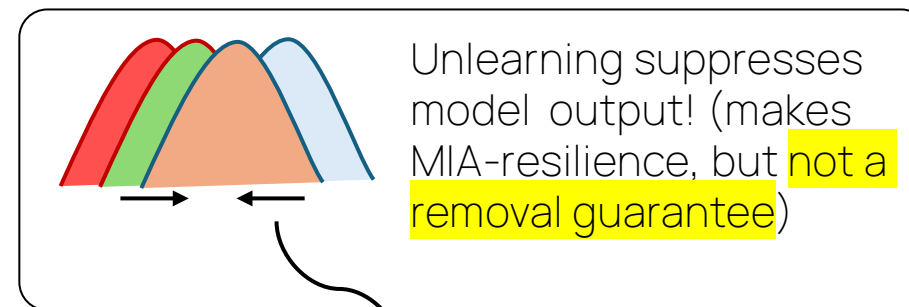 Unlearning suppresses
model output! (makes
MIA-resilience, but not a
removal guarantee)